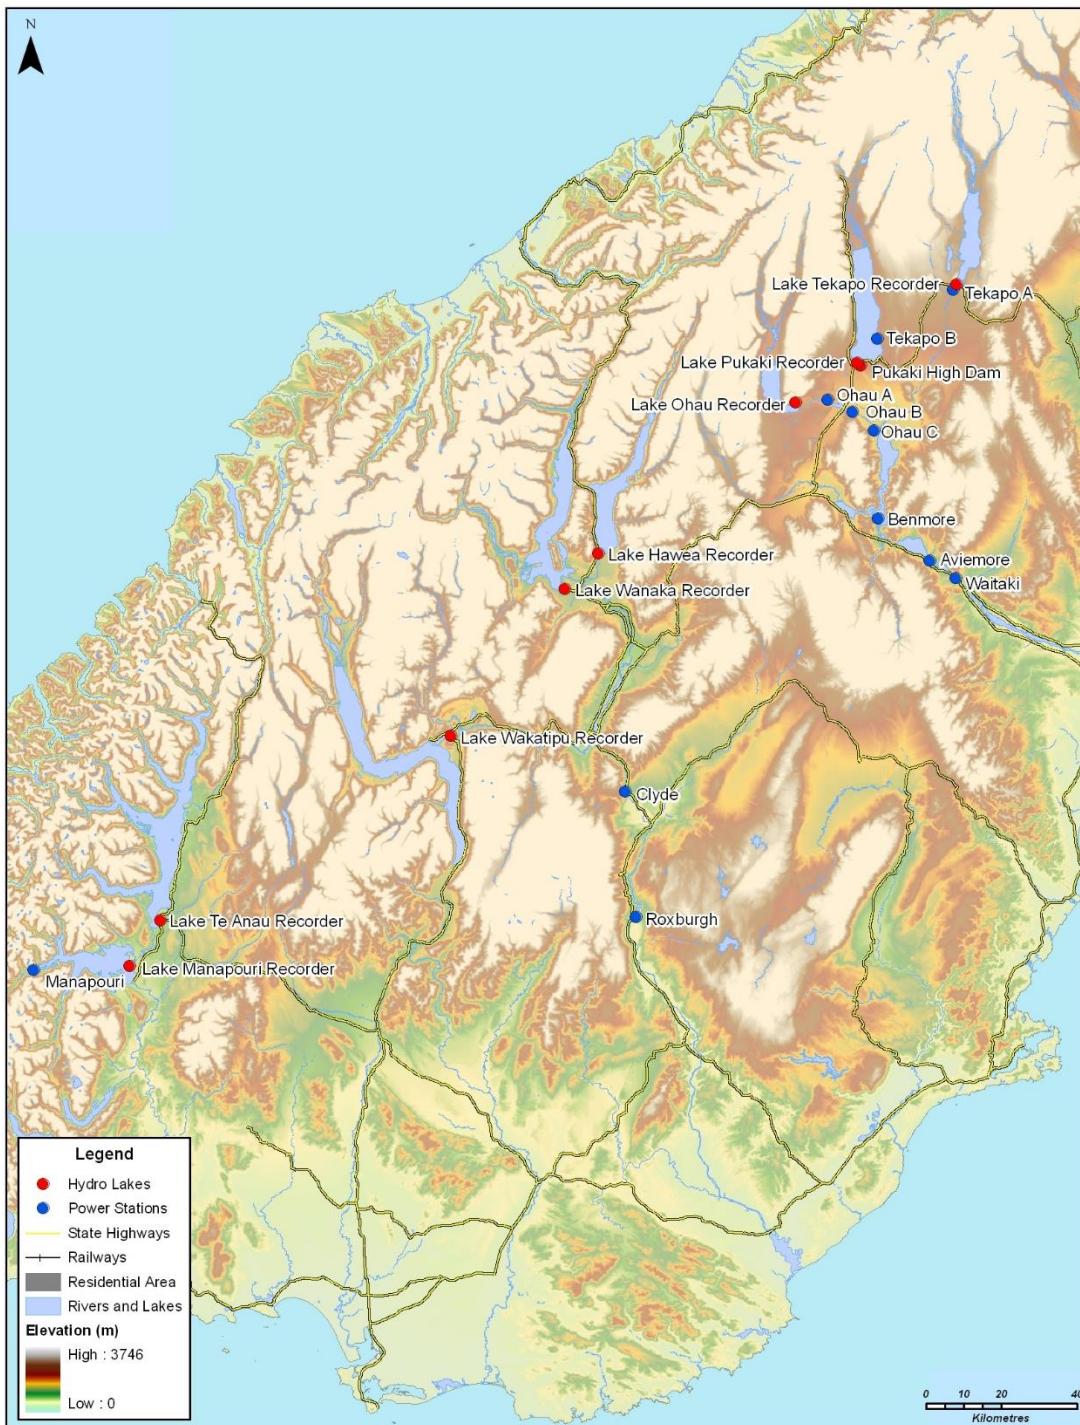 N
Lake Tekapo Recorder
Tekapo A
Tekapo B
Lake Pukaki Recorder
Pukaki High Dam
Lake Ohau Recorder
Ohau A
Ohau B
Ohau C
Benmore
Lake Hawea Recorder
Aviemore
Lake Wanaka Recorder
Waitaki
Lake Wakatipu Recorder
Clyde
Lake Te Anau Recorder
Roxburgh
Lake Manapouri Recorder
Manapouri
Legend
Hydro Lakes
Power Stations
State Highways
Railways
Residential Area
Rivers and Lakes
Elevation (m)
High : 3746
Low : 0
0 10 20 40
Kilometres